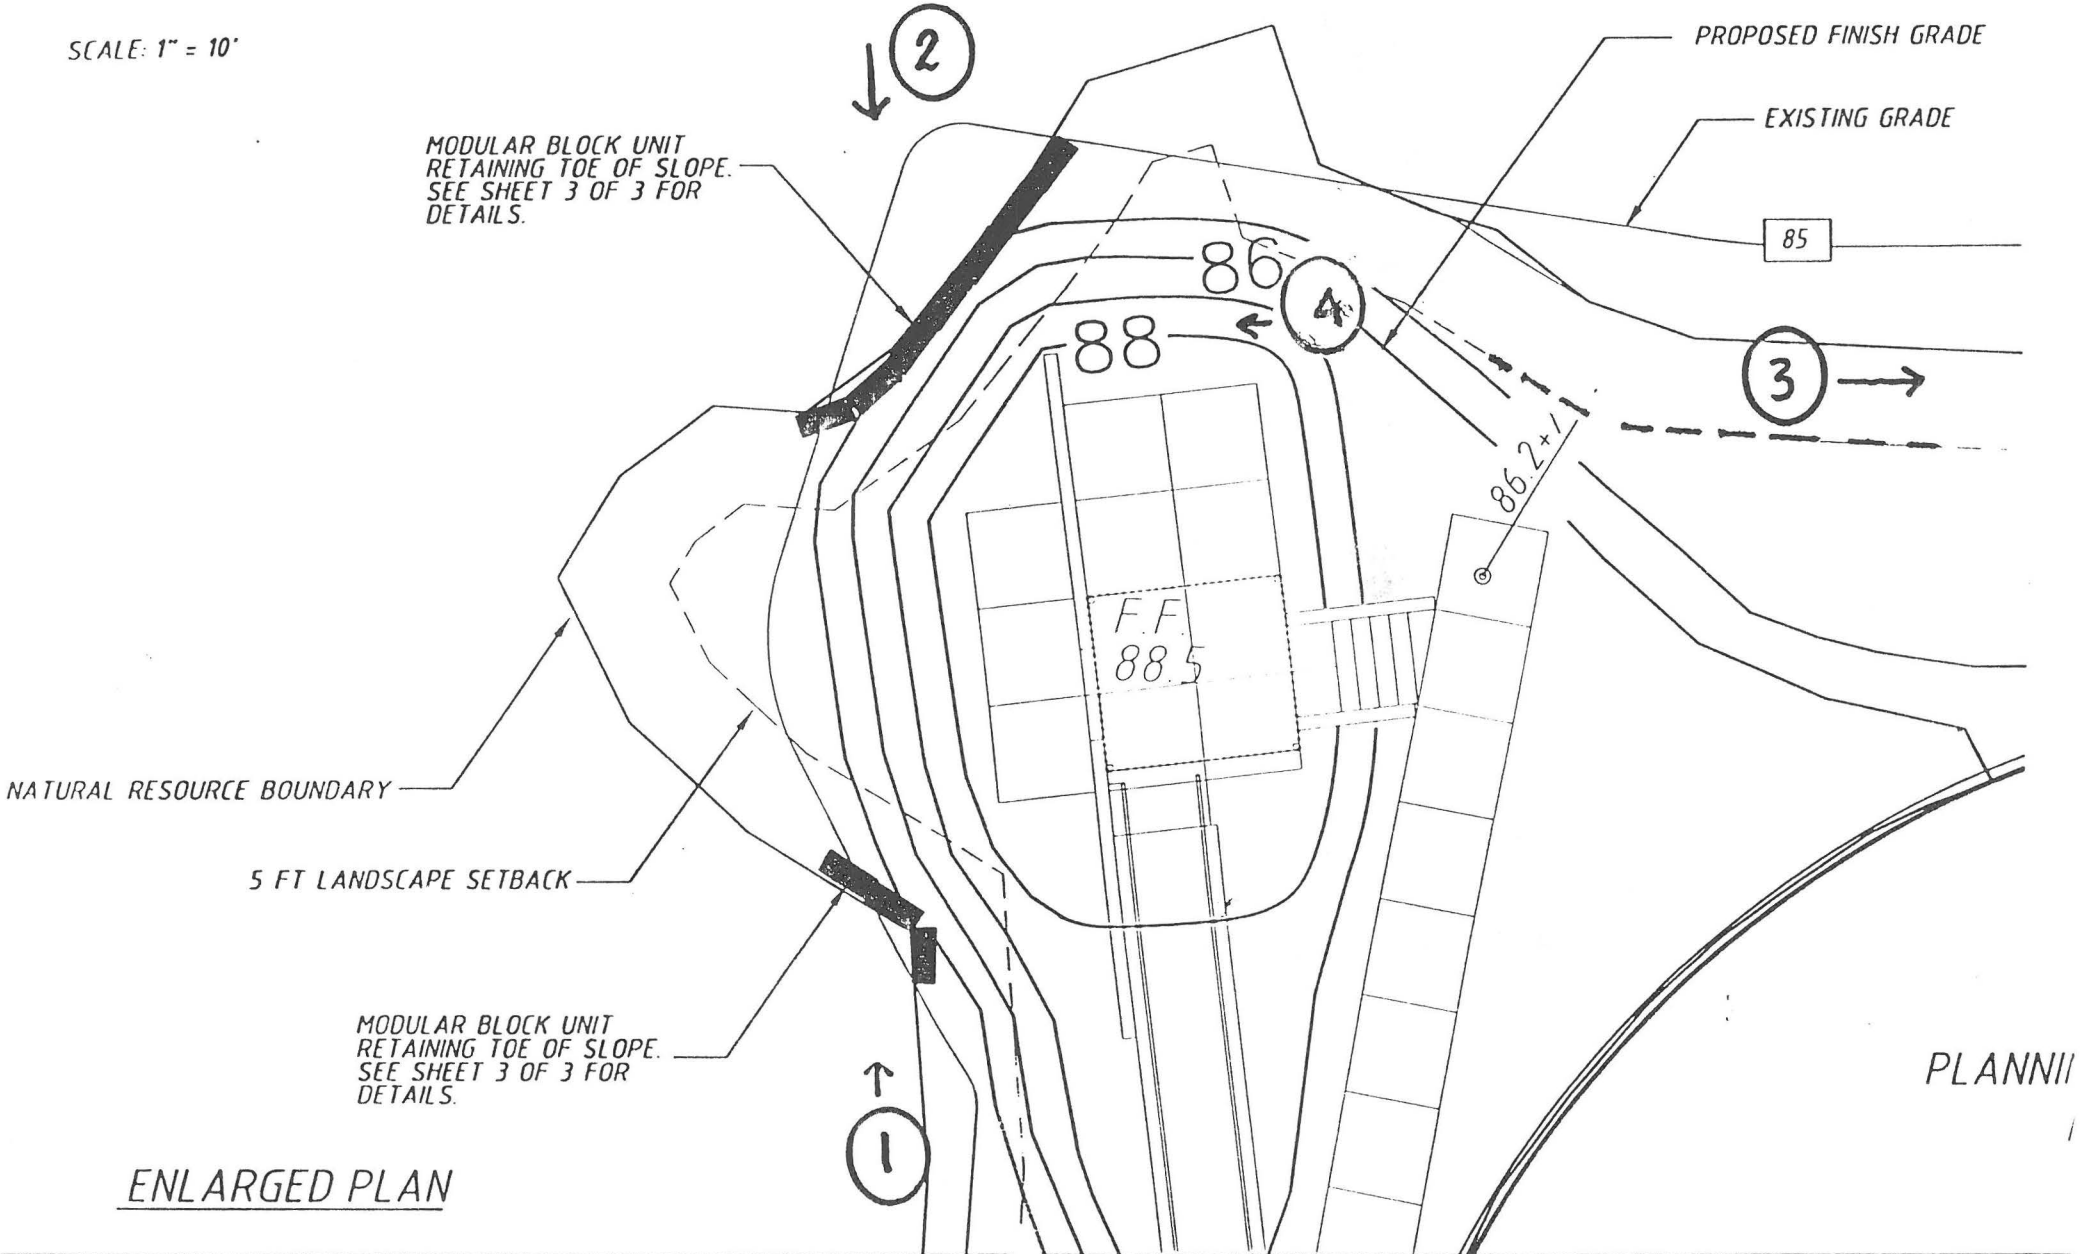 SCALE: 1" = 10'
2
PROPOSED FINISH GRADE
EXISTING GRADE
MODULAR BLOCK UNIT
RETAINING TOE OF SLOPE.
SEE SHEET 3 OF 3 FOR
DETAILS.
85
86
4
88
3
86.2+/-
F.F.
88.5
NATURAL RESOURCE BOUNDARY
5 FT LANDSCAPE SETBACK
MODULAR BLOCK UNIT
RETAINING TOE OF SLOPE.
SEE SHEET 3 OF 3 FOR
DETAILS.
1
ENLARGED PLAN